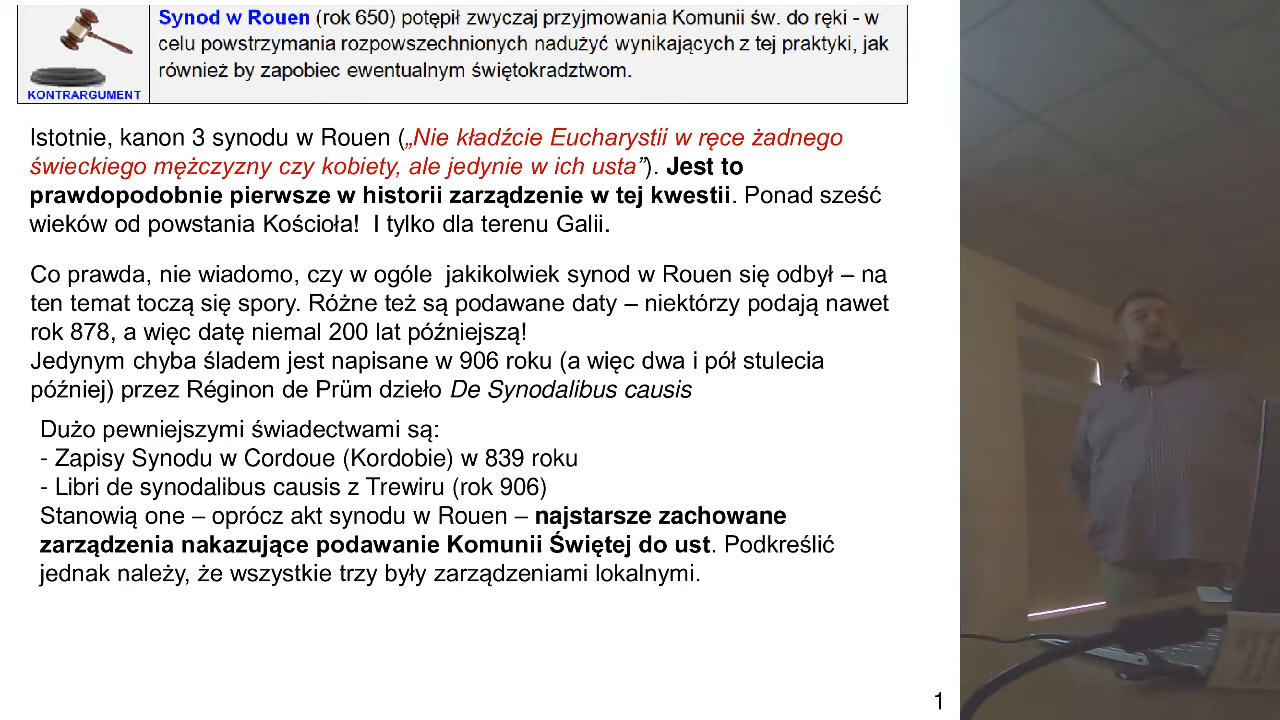 Synod w Rouen (rok 650) potępił zwyczaj przyjmowania Komunii św. do ręki - w
celu powstrzymania rozpowszechnionych nadużyć wynikających z tej praktyki, jak
również by zapobiec ewentualnym świętokradztwom.
KONTRARGUMENT
Istotnie, kanon 3 synodu w Rouen („Nie kładźcie Eucharystii w ręce żadnego
świeckiego mężczyzny czy kobiety, ale jedynie w ich usta”). Jest to
prawdopodobnie pierwsze w historii zarządzenie w tej kwestii. Ponad sześć
wieków od powstania Kościoła! I tylko dla terenu Galii.
Co prawda, nie wiadomo, czy w ogóle jakikolwiek synod w Rouen się odbył – na
ten temat toczą się spory. Różne też są podawane daty – niektórzy podają nawet
rok 878, a więc datę niemal 200 lat późniejszą!
Jedynym chyba śladem jest napisane w 906 roku (a więc dwa i pół stulecia
później) przez Réginon de Prüm dzieło De Synodalibus causis
Dużo pewniejszymi świadectwami są:
- Zapisy Synodu w Cordoue (Kordobie) w 839 roku
- Libri de synodalibus causis z Trewiru (rok 906)
Stanowią one – oprócz akt synodu w Rouen – najstarsze zachowane
zarządzenia nakazujące podawanie Komunii Świętej do ust. Podkreślić
jednak należy, że wszystkie trzy były zarządzeniami lokalnymi.
1